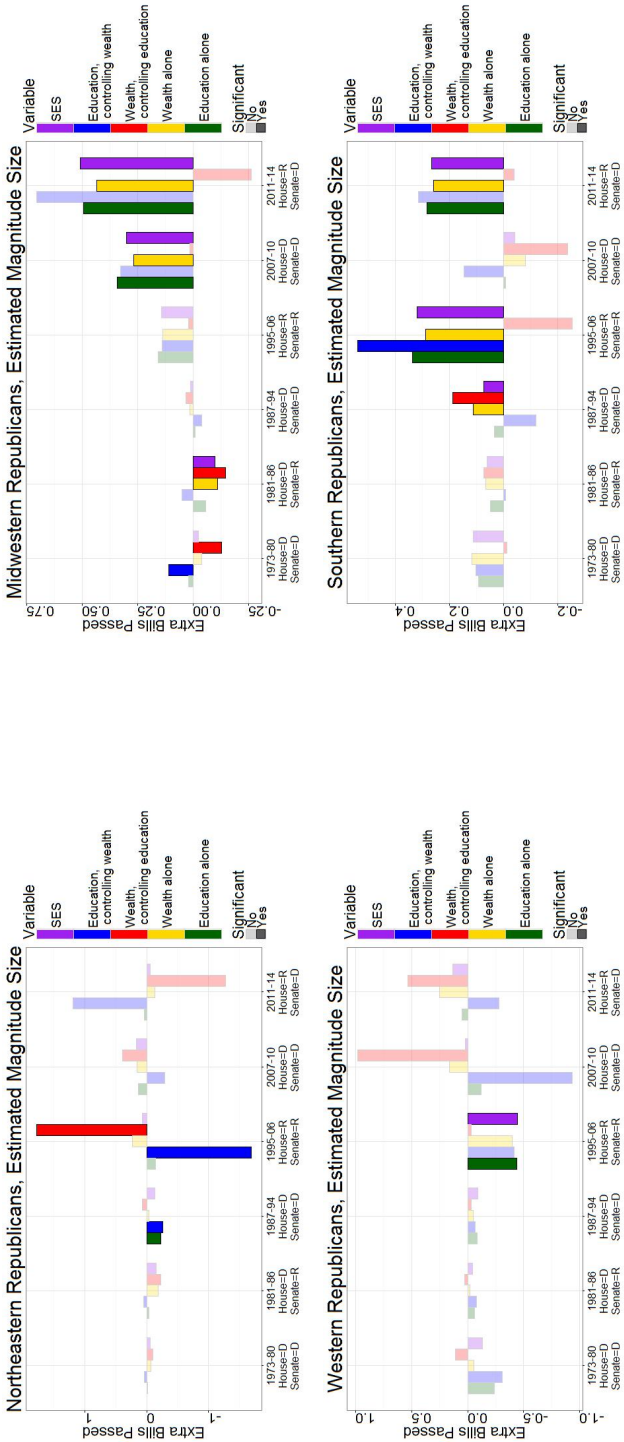 Northeastern Republicans, Estimated Magnitude Size
Extra Bills Passed
1
0
-1
1973-80 1981-86 1987-94 1995-06 2007-10 2011-14
House=D House=D House=D House=R House=D House=R
Senate=D Senate=R Senate=D Senate=R Senate=D Senate=D
Variable
SES
Education,
controlling wealth
Wealth,
controlling education
Wealth alone
Education alone
Significant
No
Yes
Midwestern Republicans, Estimated Magnitude Size
Extra Bills Passed
0.75
0.50
0.25
0.00
-0.25
1973-80 1981-86 1987-94 1995-06 2007-10 2011-14
House=D House=D House=D House=R House=D House=R
Senate=D Senate=R Senate=D Senate=R Senate=D Senate=D
Variable
SES
Education,
controlling wealth
Wealth,
controlling education
Wealth alone
Education alone
Significant
No
Yes
Western Republicans, Estimated Magnitude Size
Extra Bills Passed
1.0
0.5
0.0
-0.5
-1.0
1973-80 1981-86 1987-94 1995-06 2007-10 2011-14
House=D House=D House=D House=R House=D House=R
Senate=D Senate=R Senate=D Senate=R Senate=D Senate=D
Variable
SES
Education,
controlling wealth
Wealth,
controlling education
Wealth alone
Education alone
Significant
No
Yes
Southern Republicans, Estimated Magnitude Size
Extra Bills Passed
0.4
0.2
0.0
-0.2
1973-80 1981-86 1987-94 1995-06 2007-10 2011-14
House=D House=D House=D House=R House=D House=R
Senate=D Senate=R Senate=D Senate=R Senate=D Senate=D
Variable
SES
Education,
controlling wealth
Wealth,
controlling education
Wealth alone
Education alone
Significant
No
Yes